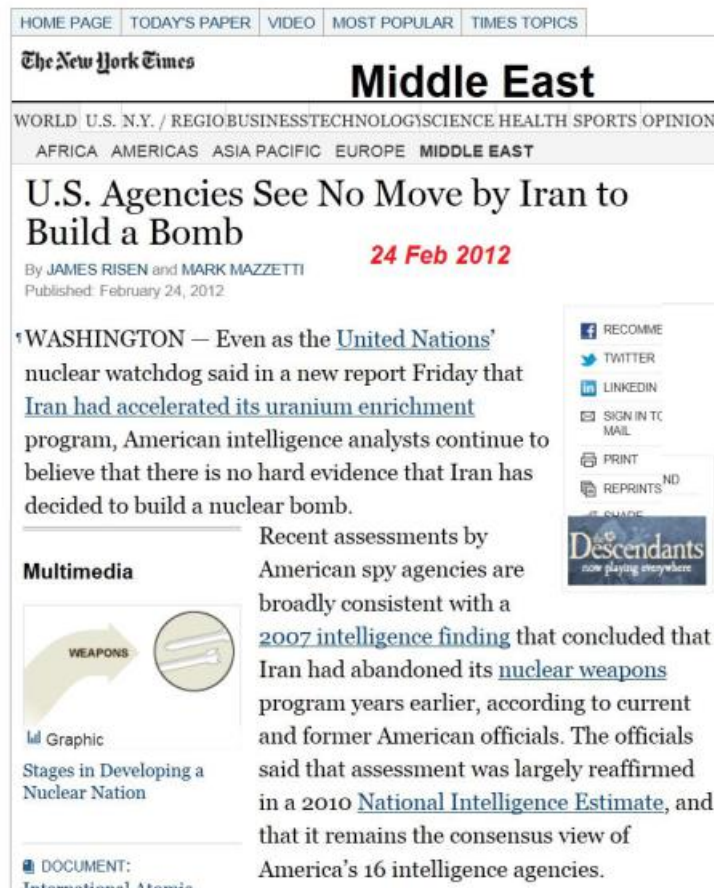 HOME PAGE TODAY'S PAPER VIDEO MOST POPULAR TIMES TOPICS
The New York Times
Middle East
WORLD U.S. N.Y. / REGIO BUSINESS TECHNOLOGY SCIENCE HEALTH SPORTS OPINION
AFRICA AMERICAS ASIA PACIFIC EUROPE MIDDLE EAST
U.S. Agencies See No Move by Iran to
Build a Bomb
24 Feb 2012
By JAMES RISEN and MARK MAZZETTI
Published: February 24, 2012
WASHINGTON — Even as the United Nations'
nuclear watchdog said in a new report Friday that
Iran had accelerated its uranium enrichment
program, American intelligence analysts continue to
believe that there is no hard evidence that Iran has
decided to build a nuclear bomb.
RECOMME
TWITTER
LINKEDIN
SIGN IN TO
MAIL
PRINT
ND
REPRINTS
SHARE
Descendants
now playing everywhere
Multimedia
WEAPONS
Graphic
Stages in Developing a
Nuclear Nation
DOCUMENT:
International Atomic
Recent assessments by
American spy agencies are
broadly consistent with a
2007 intelligence finding that concluded that
Iran had abandoned its nuclear weapons
program years earlier, according to current
and former American officials. The officials
said that assessment was largely reaffirmed
in a 2010 National Intelligence Estimate, and
that it remains the consensus view of
America's 16 intelligence agencies.